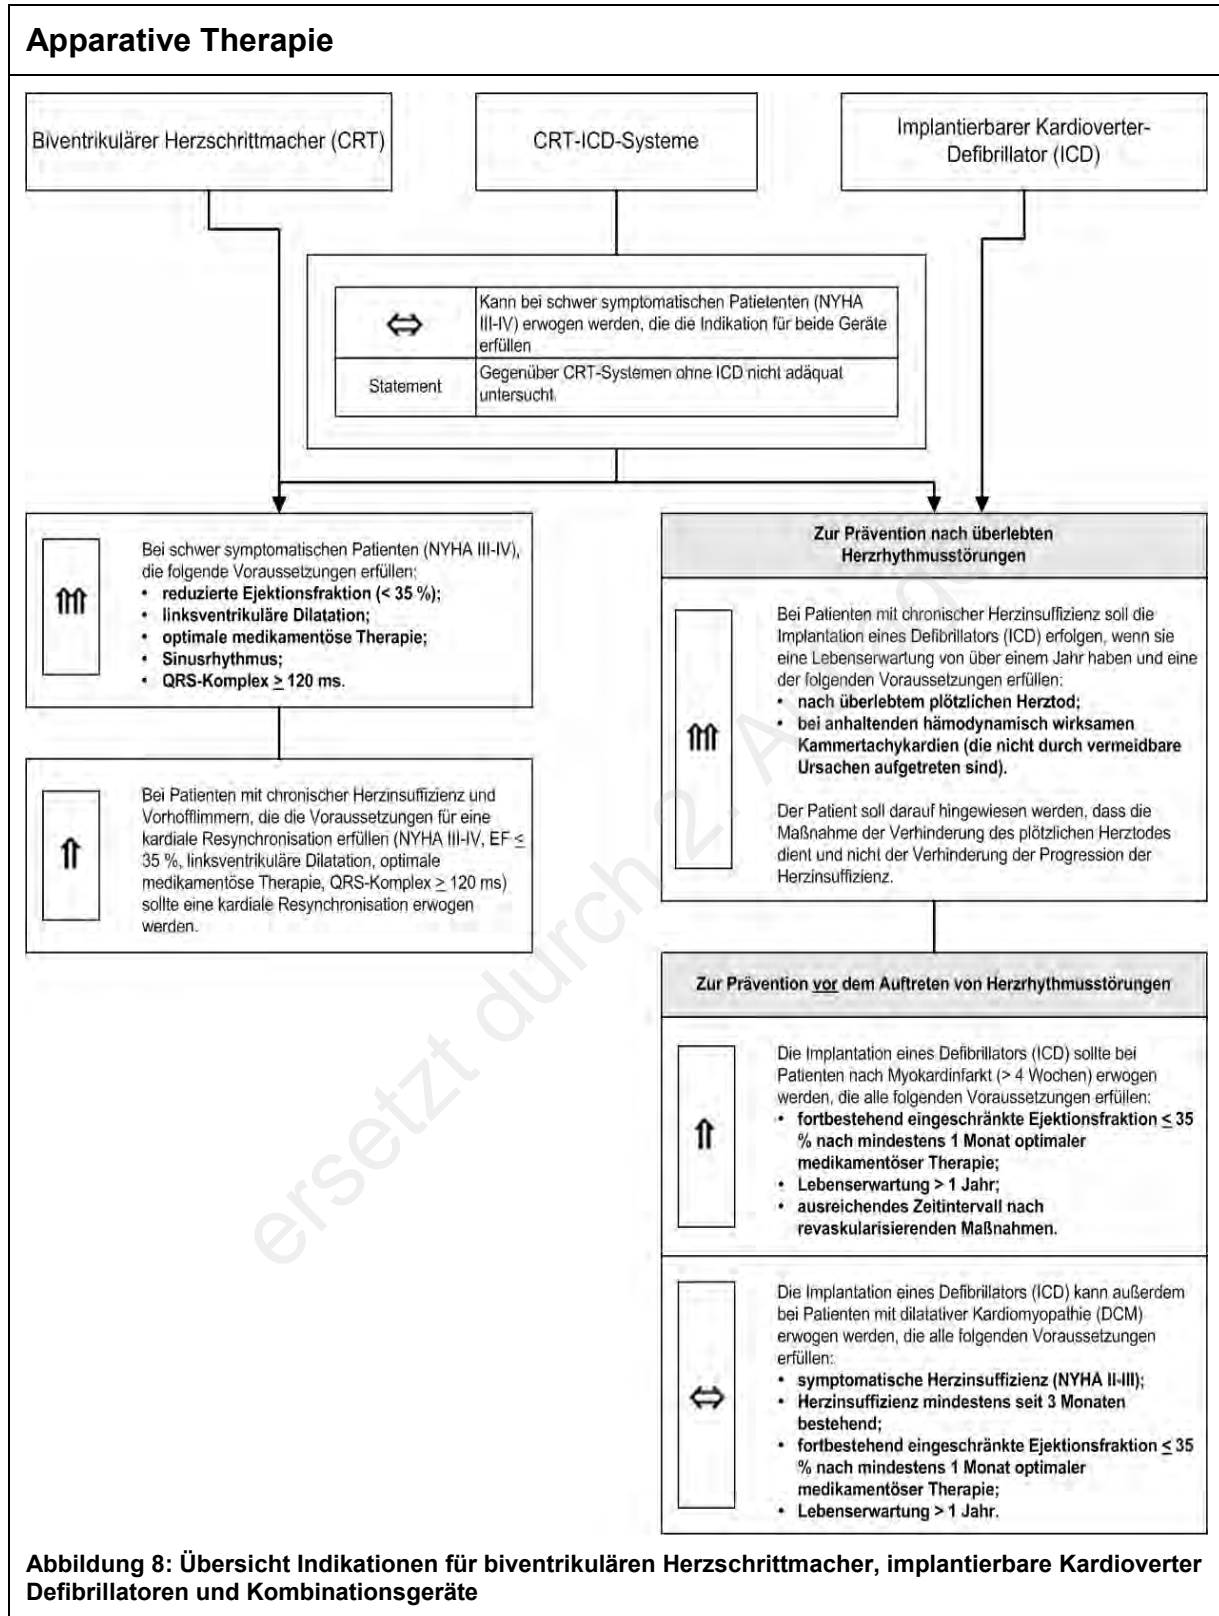 Apparative Therapie
Biventrikulärer Herzschrittmacher (CRT)
CRT-ICD-Systeme
Implantierbarer Kardioverter-
Defibrillator (ICD)
⇔
Kann bei schwer symptomatischen Patietenten (NYHA
III-IV) erwogen werden, die die Indikation für beide Geräte
erfüllen
Statement
Gegenüber CRT-Systemen ohne ICD nicht adäquat
untersucht.
⇑⇑
Bei schwer symptomatischen Patienten (NYHA III-IV),
die folgende Voraussetzungen erfüllen:
• reduzierte Ejektionsfraktion (< 35 %);
• linksventrikuläre Dilatation;
• optimale medikamentöse Therapie;
• Sinusrhythmus;
• QRS-Komplex ≥ 120 ms.
⇑
Bei Patienten mit chronischer Herzinsuffizienz und
Vorhofflimmern, die die Voraussetzungen für eine
kardiale Resynchronisation erfüllen (NYHA III-IV, EF ≤
35 %, linksventrikuläre Dilatation, optimale
medikamentöse Therapie, QRS-Komplex ≥ 120 ms)
sollte eine kardiale Resynchronisation erwogen
werden.
Zur Prävention nach überlebten
Herzrhythmusstörungen
⇑⇑
Bei Patienten mit chronischer Herzinsuffizienz soll die
Implantation eines Defibrillators (ICD) erfolgen, wenn sie
eine Lebenserwartung von über einem Jahr haben und eine
der folgenden Voraussetzungen erfüllen:
• nach überlebtem plötzlichen Herztod;
• bei anhaltenden hämodynamisch wirksamen
Kammertachykardien (die nicht durch vermeidbare
Ursachen aufgetreten sind).
Der Patient soll darauf hingewiesen werden, dass die
Maßnahme der Verhinderung des plötzlichen Herztodes
dient und nicht der Verhinderung der Progression der
Herzinsuffizienz.
Zur Prävention vor dem Auftreten von Herzrhythmusstörungen
⇑
Die Implantation eines Defibrillators (ICD) sollte bei
Patienten nach Myokardinfarkt (> 4 Wochen) erwogen
werden, die alle folgenden Voraussetzungen erfüllen:
• fortbestehend eingeschränkte Ejektionsfraktion ≤ 35
% nach mindestens 1 Monat optimaler
medikamentöser Therapie;
• Lebenserwartung > 1 Jahr;
• ausreichendes Zeitintervall nach
revaskularisierenden Maßnahmen.
⇔
Die Implantation eines Defibrillators (ICD) kann außerdem
bei Patienten mit dilatativer Kardiomyopathie (DCM)
erwogen werden, die alle folgenden Voraussetzungen
erfüllen:
• symptomatische Herzinsuffizienz (NYHA II-III);
• Herzinsuffizienz mindestens seit 3 Monaten
bestehend;
• fortbestehend eingeschränkte Ejektionsfraktion ≤ 35
% nach mindestens 1 Monat optimaler
medikamentöser Therapie;
• Lebenserwartung > 1 Jahr.
ersetzt durch 2. Auflage
Abbildung 8: Übersicht Indikationen für biventrikulären Herzschrittmacher, implantierbare Kardioverter
Defibrillatoren und Kombinationsgeräte